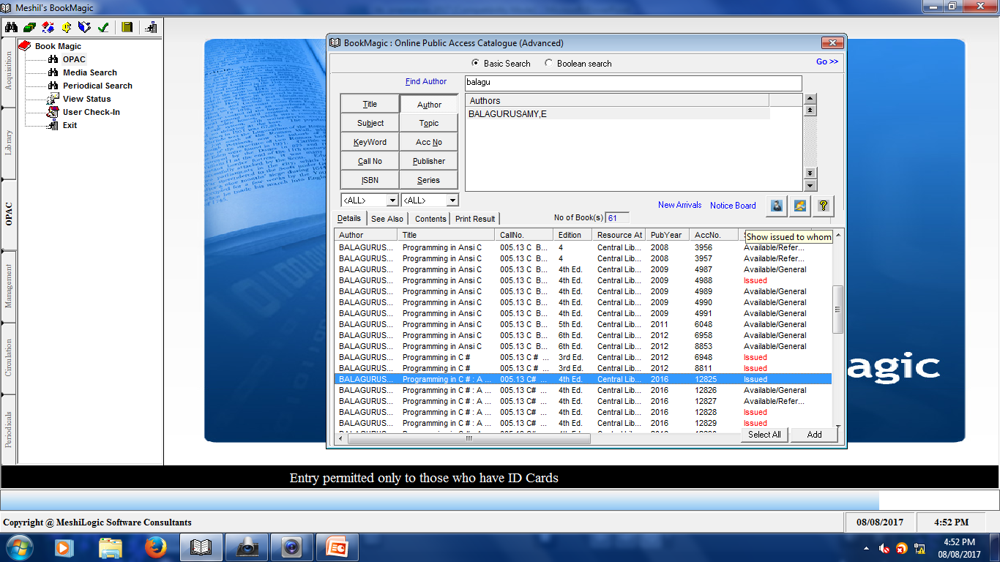 Meshil's BookMagic
Acquisition
Library
OPAC
Management
Circulation
Periodicals
Book Magic
OPAC
Media Search
Periodical Search
View Status
User Check-In
Exit
BookMagic : Online Public Access Catalogue (Advanced)
Basic Search Boolean search Go >>
Find Author balagu
Title Author
Subject Topic
KeyWord Acc No
Call No Publisher
ISBN Series
<ALL> <ALL>
Authors
BALAGURUSAMY,E
New Arrivals Notice Board
Details See Also Contents Print Result No of Book(s) 61
Author Title CallNo. Edition Resource At PubYear AccNo.
Show issued to whom
BALAGURUS... Programming in Ansi C 005.13 C B... 4 Central Lib... 2008 3956 Available/Refer...
BALAGURUS... Programming in Ansi C 005.13 C B... 4 Central Lib... 2008 3957 Available/Refer...
BALAGURUS... Programming in Ansi C 005.13 C B... 4th Ed. Central Lib... 2009 4987 Available/General
BALAGURUS... Programming in Ansi C 005.13 C B... 4th Ed. Central Lib... 2009 4988 Issued
BALAGURUS... Programming in Ansi C 005.13 C B... 4th Ed. Central Lib... 2009 4989 Available/General
BALAGURUS... Programming in Ansi C 005.13 C B... 4th Ed. Central Lib... 2009 4990 Available/General
BALAGURUS... Programming in Ansi C 005.13 C B... 4th Ed. Central Lib... 2009 4991 Available/General
BALAGURUS... Programming in Ansi C 005.13 C B... 5th Ed. Central Lib... 2011 6048 Available/General
BALAGURUS... Programming in Ansi C 005.13 C B... 6th Ed. Central Lib... 2012 6958 Available/General
BALAGURUS... Programming in Ansi C 005.13 C B... 6th Ed. Central Lib... 2012 8853 Available/General
BALAGURUS... Programming in C # 005.13 C # ... 3rd Ed. Central Lib... 2012 6948 Issued
BALAGURUS... Programming in C # 005.13 C # ... 3rd Ed. Central Lib... 2012 8811 Issued
BALAGURUS... Programming in C # : A ... 005.13 C# ... 4th Ed. Central Lib... 2016 12825 Issued
BALAGURUS... Programming in C # : A ... 005.13 C# ... 4th Ed. Central Lib... 2016 12826 Available/General
BALAGURUS... Programming in C # : A ... 005.13 C# ... 4th Ed. Central Lib... 2016 12827 Available/Refer...
BALAGURUS... Programming in C # : A ... 005.13 C# ... 4th Ed. Central Lib... 2016 12828 Issued
BALAGURUS... Programming in C # : A ... 005.13 C# ... 4th Ed. Central Lib... 2016 12829 Issued
Select All Add
agic
Entry permitted only to those who have ID Cards
Copyright @ MeshiLogic Software Consultants 08/08/2017 4:52 PM
4:52 PM
08/08/2017